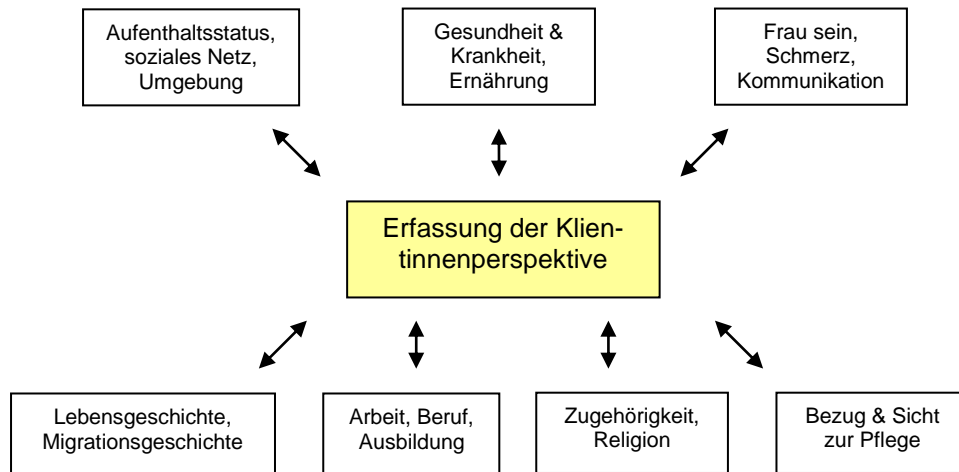 Aufenthaltsstatus,
soziales Netz,
Umgebung
Gesundheit &
Krankheit,
Ernährung
Frau sein,
Schmerz,
Kommunikation
Erfassung der Klien-
tinnenperspektive
Lebensgeschichte,
Migrationsgeschichte
Arbeit, Beruf,
Ausbildung
Zugehörigkeit,
Religion
Bezug & Sicht
zur Pflege